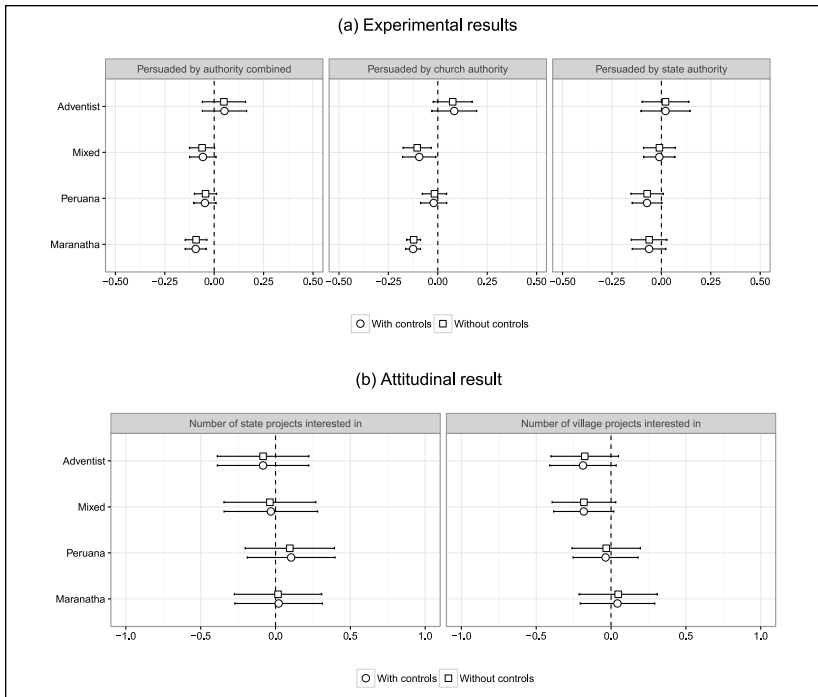 (a) Experimental results
Persuaded by authority combined Persuaded by church authority Persuaded by state authority
Adventist
Mixed
Peruana
Maranatha
−0.50 −0.25 0.00 0.25 0.50 −0.50 −0.25 0.00 0.25 0.50 −0.50 −0.25 0.00 0.25 0.50
With controls Without controls
(b) Attitudinal result
Number of state projects interested in Number of village projects interested in
Adventist
Mixed
Peruana
Maranatha
−1.0 −0.5 0.0 0.5 1.0 −1.0 −0.5 0.0 0.5 1.0
With controls Without controls